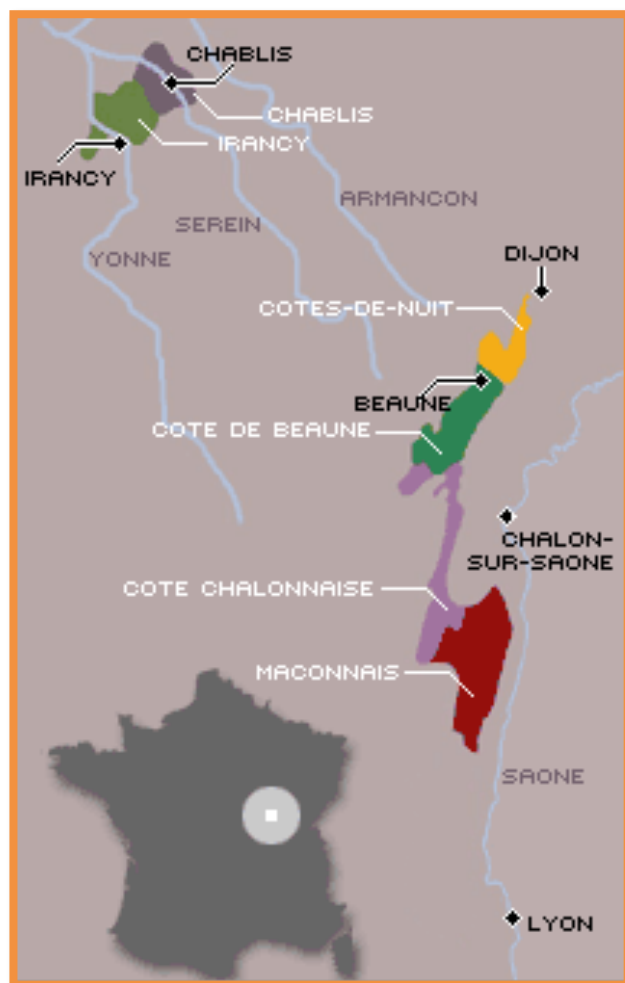 CHABLIS
CHABLIS
IRANCY
IRANCY
ARMANCON
SEREIN
YONNE
DIJON
COTES-DE-NUIT
BEAUNE
COTE DE BEAUNE
CHALON-
SUR-SAONE
COTE CHALONNAISE
MACONNAIS
SAONE
LYON